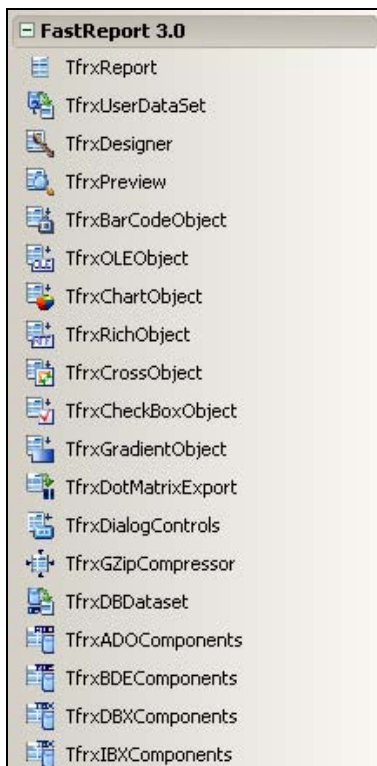 FastReport 3.0
TfrxReport
TfrxUserDataSet
TfrxDesigner
TfrxPreview
TfrxBarCodeObject
TfrxOLEObject
TfrxChartObject
TfrxRichObject
TfrxCrossObject
TfrxCheckBoxObject
TfrxGradientObject
TfrxDotMatrixExport
TfrxDialogControls
TfrxGZipCompressor
TfrxDBDataset
TfrxADOComponents
TfrxBDEComponents
TfrxDBXComponents
TfrxIBXComponents